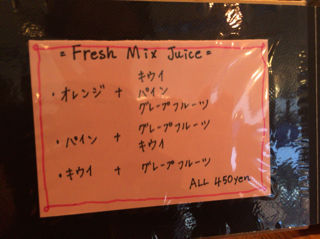 = Fresh Mix Juice =
キウイ
・オレンジ + パイン
グレープフルーツ
グレープフルーツ
・パイン + キウイ
・キウイ + グレープフルーツ
ALL 450yen